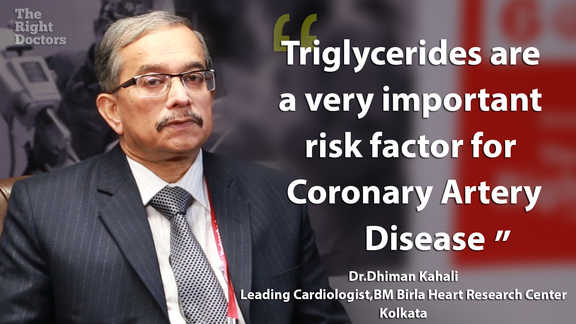 The
Right
Doctors
“Triglycerides are
a very important
risk factor for
Coronary Artery
Disease ”
Dr.Dhiman Kahali
Leading Cardiologist,BM Birla Heart Research Center
Kolkata